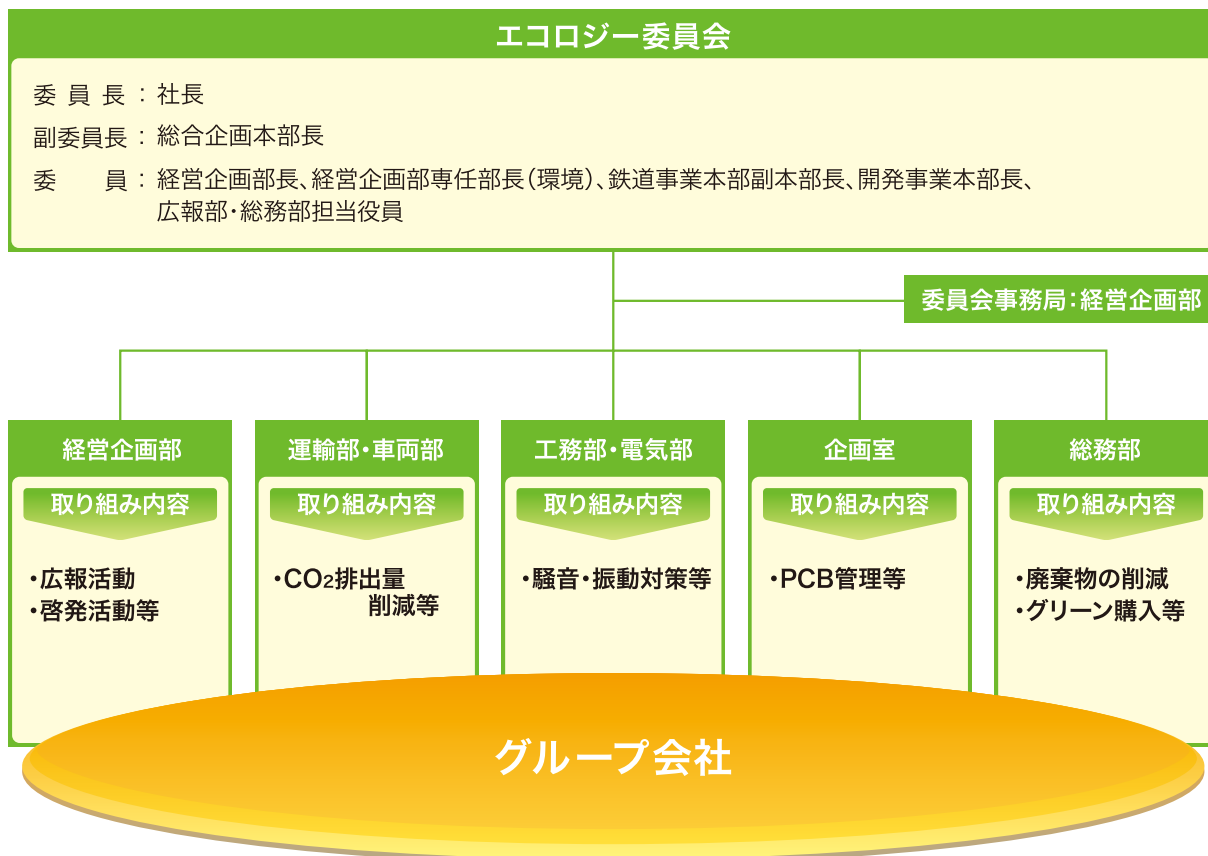 エコロジー委員会
委員長：社長
副委員長：総合企画本部長
委　員：経営企画部長、経営企画部専任部長（環境）、鉄道事業本部副本部長、開発事業本部長、
広報部・総務部担当役員
委員会事務局：経営企画部
経営企画部
取り組み内容
・広報活動
・啓発活動等
運輸部・車両部
取り組み内容
・CO2排出量
削減等
工務部・電気部
取り組み内容
・騒音・振動対策等
企画室
取り組み内容
・PCB管理等
総務部
取り組み内容
・廃棄物の削減
・グリーン購入等
グループ会社